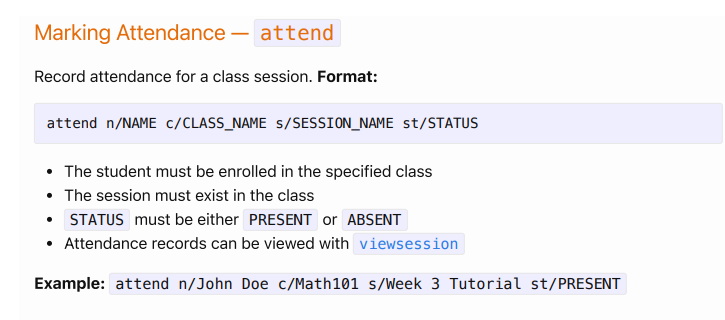 Marking Attendance — attend
Record attendance for a class session. Format:
attend n/NAME c/CLASS_NAME s/SESSION_NAME st/STATUS
• The student must be enrolled in the specified class
• The session must exist in the class
• STATUS must be either PRESENT or ABSENT
• Attendance records can be viewed with viewsession
Example: attend n/John Doe c/Math101 s/Week 3 Tutorial st/PRESENT